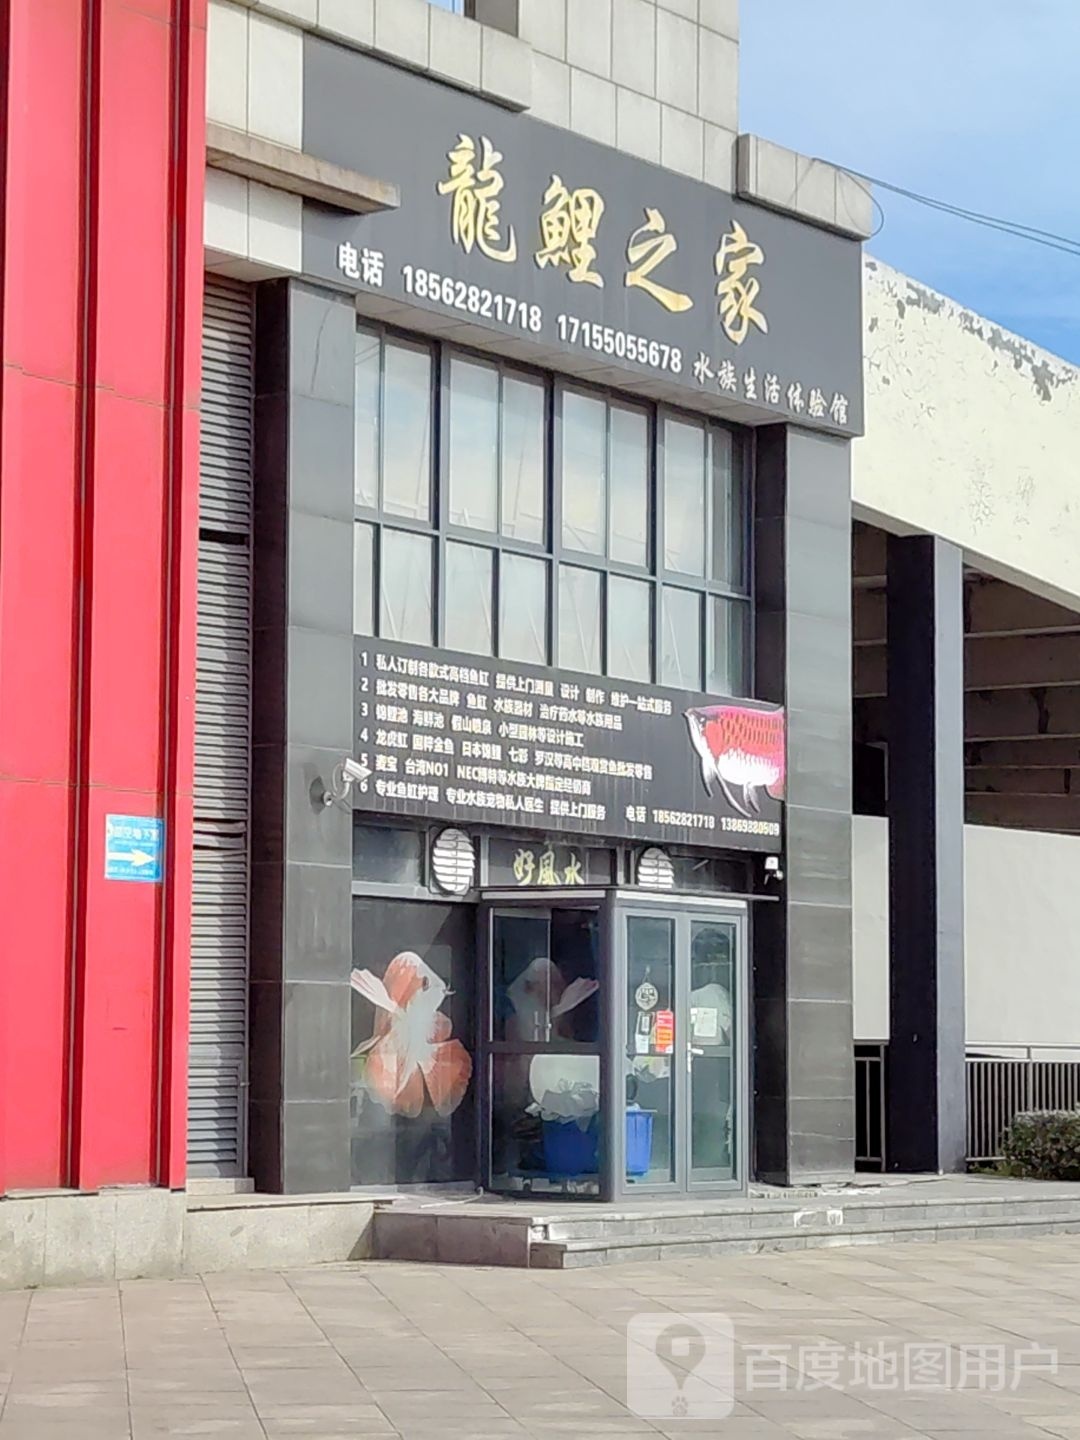 龍鯉之家
电话 18562821718 17155055678 水族生活体验馆
1 私人订制各款式高档鱼缸 提供上门测量 设计 制作 维护一站式服务
2 批发零售各大品牌 鱼缸 水族器材 治疗药水等水族用品
3 锦鲤池 海鲜池 假山喷泉 小型园林等设计施工
4 龙虎缸 国粹金鱼 日本锦鲤 七彩 罗汉等高中档观赏鱼批发零售
5 麦宝 台湾NO1 NEC博特等水族大牌指定经销商
6 专业鱼缸护理 专业水族宠物私人医生 提供上门服务 电话 18562821718 13869880909
好風水
百度地图用户